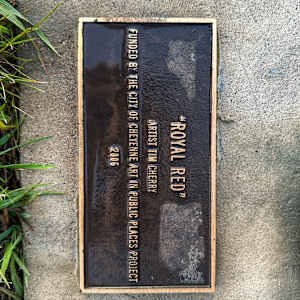 "ROYAL RED"
ARTIST TIM CHERRY
2006
FUNDED BY THE CITY OF CHEYENNE ART IN PUBLIC PLACES PROJECT